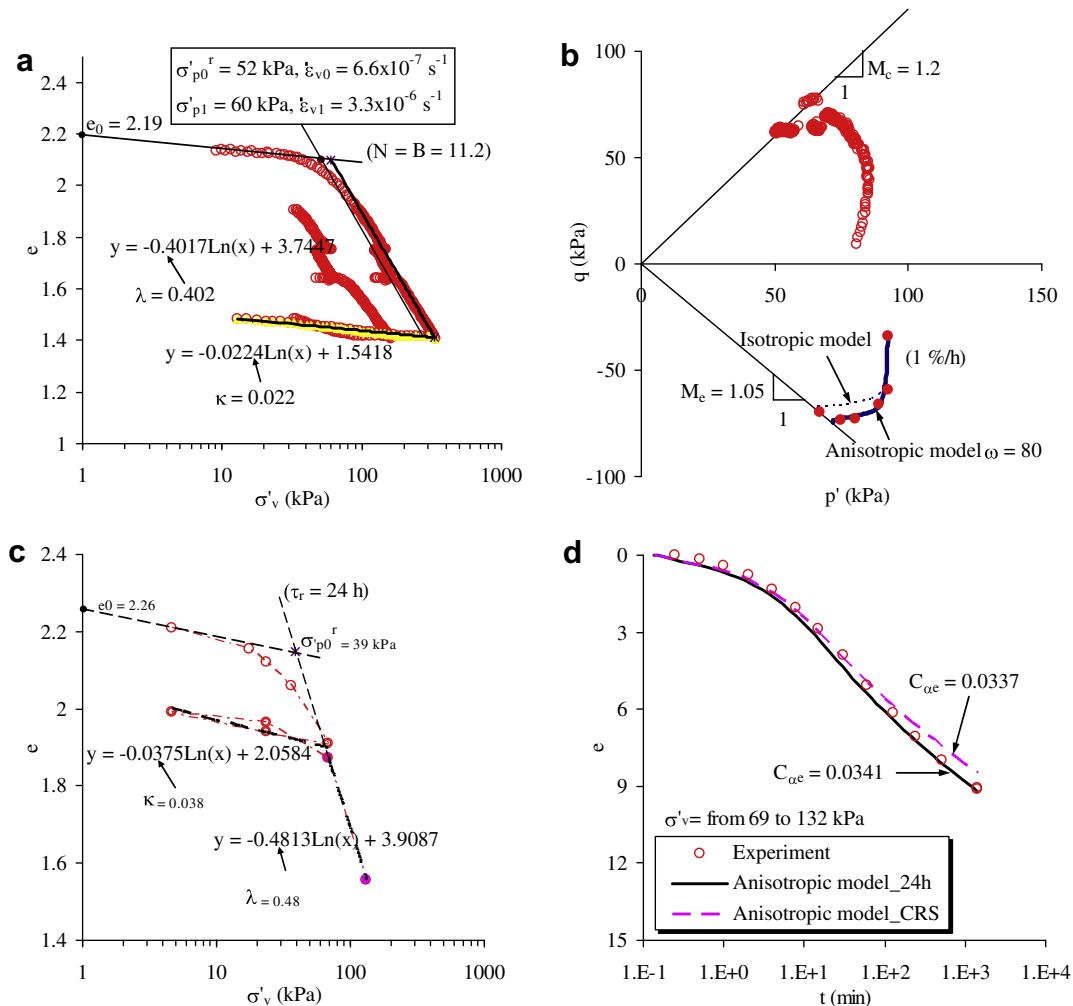 a
σ'p0 r = 52 kPa, ε̇v0 = 6.6x10-7 s-1
σ'p1 = 60 kPa, ε̇v1 = 3.3x10-6 s-1
2.4
2.2
2
1.8
1.6
1.4
1.2
1
e
e0 = 2.19
(N = B = 11.2)
y = -0.4017Ln(x) + 3.7447
λ = 0.402
y = -0.0224Ln(x) + 1.5418
κ = 0.022
1
10
100
1000
σ'v (kPa)
b
100
50
0
-50
-100
q (kPa)
Mc = 1.2
1
0
50
100
150
Isotropic model
(1 %/h)
Me = 1.05
1
Anisotropic model ω = 80
p' (kPa)
c
2.4
2.2
2
1.8
1.6
1.4
e
(τr = 24 h)
e0 = 2.26
σ'p0 r = 39 kPa
y = -0.0375Ln(x) + 2.0584
κ = 0.038
y = -0.4813Ln(x) + 3.9087
λ = 0.48
1
10
100
1000
σ'v (kPa)
d
0
3
6
9
12
15
e
Cαe = 0.0337
Cαe = 0.0341
σ'v= from 69 to 132 kPa
Experiment
Anisotropic model_24h
Anisotropic model_CRS
1.E-1
1.E+0
1.E+1
1.E+2
1.E+3
1.E+4
t (min)